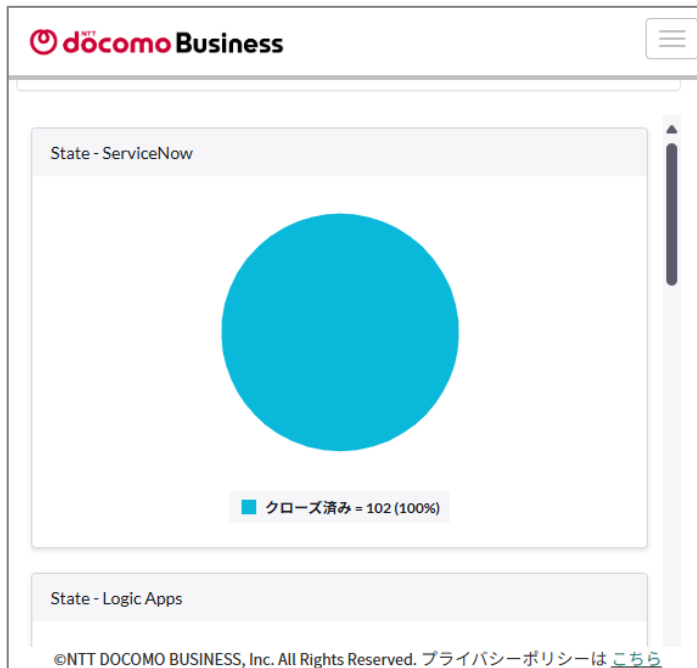 NTT
döcomo Business
State - ServiceNow
クローズ済み = 102 (100%)
State - Logic Apps
©NTT DOCOMO BUSINESS, Inc. All Rights Reserved. プライバシーポリシーは こちら